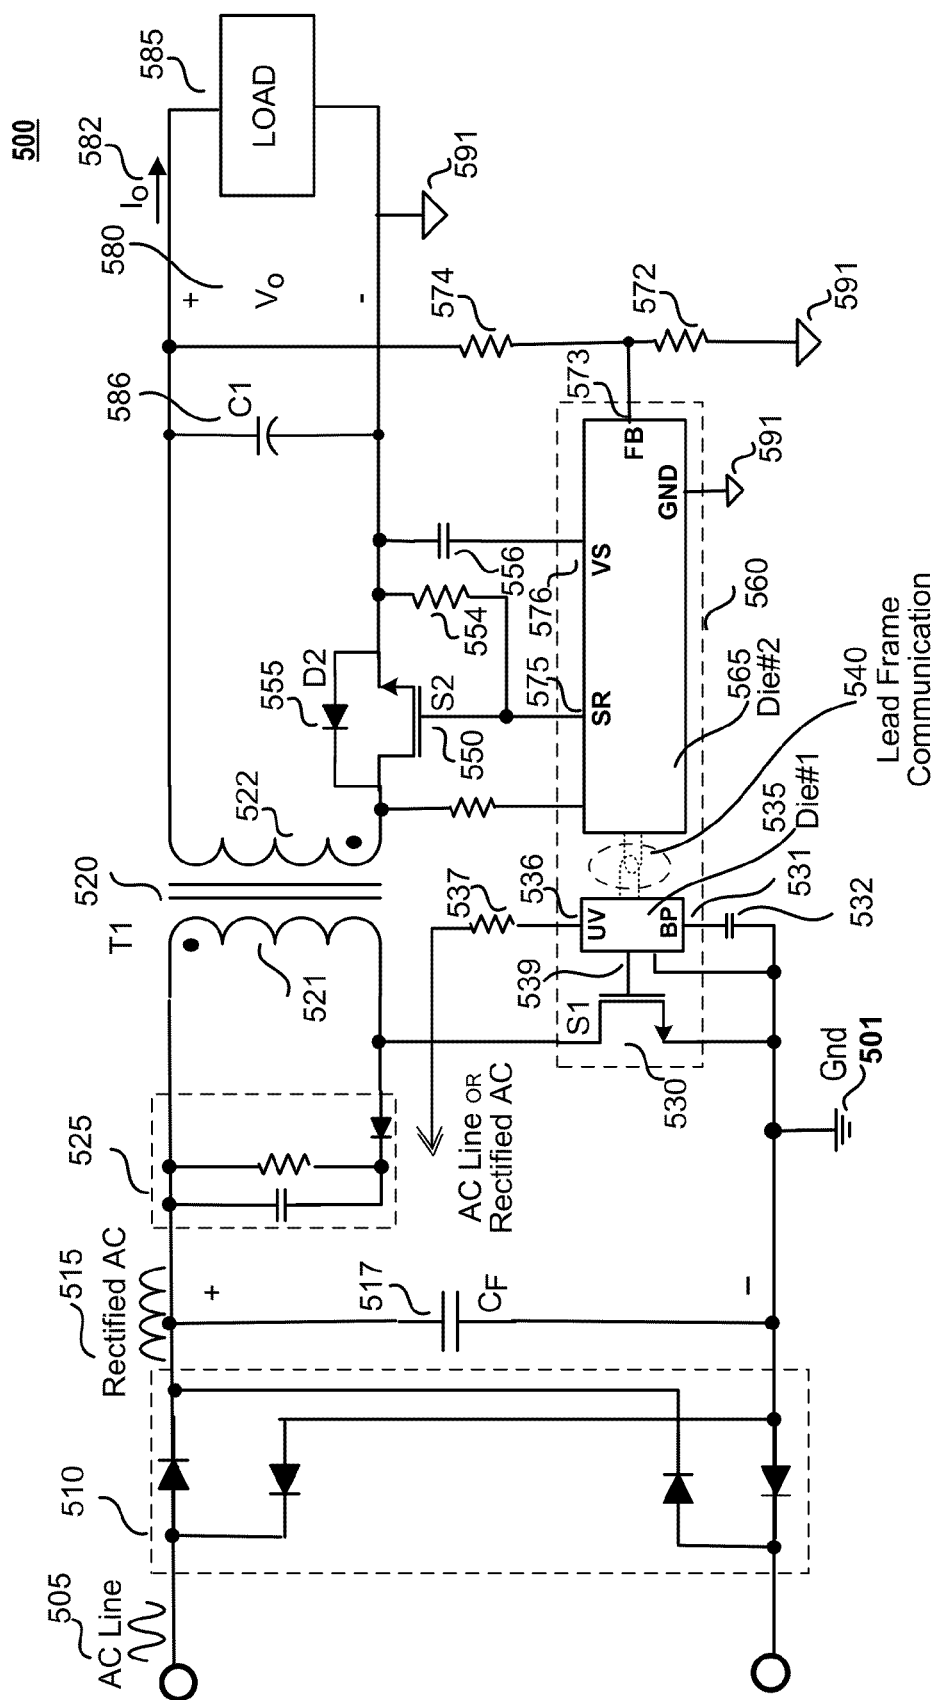 500
505
AC Line
510
515
Rectified AC
+
517
CF
–
525
T1
520
521
522
AC Line OR
Rectified AC
Gnd
501
S1
530
539
537
536
UV
BP
535
Die#1
531
532
540
Lead Frame
Communication
565
Die#2
560
555
D2
S2
550
554
556
575
SR
576
VS
FB
573
GND
591
586
C1
574
572
591
580
+
Vo
-
Io
582
585
LOAD
591